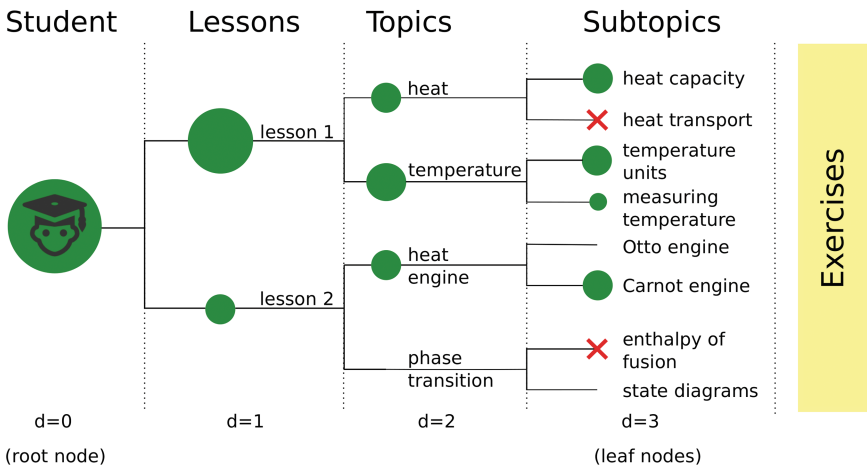 Student
Lessons
Topics
Subtopics
lesson 1
lesson 2
heat
temperature
heat
engine
phase
transition
heat capacity
heat transport
temperature
units
measuring
temperature
Otto engine
Carnot engine
enthalpy of
fusion
state diagrams
Exercises
d=0
d=1
d=2
d=3
(root node)
(leaf nodes)